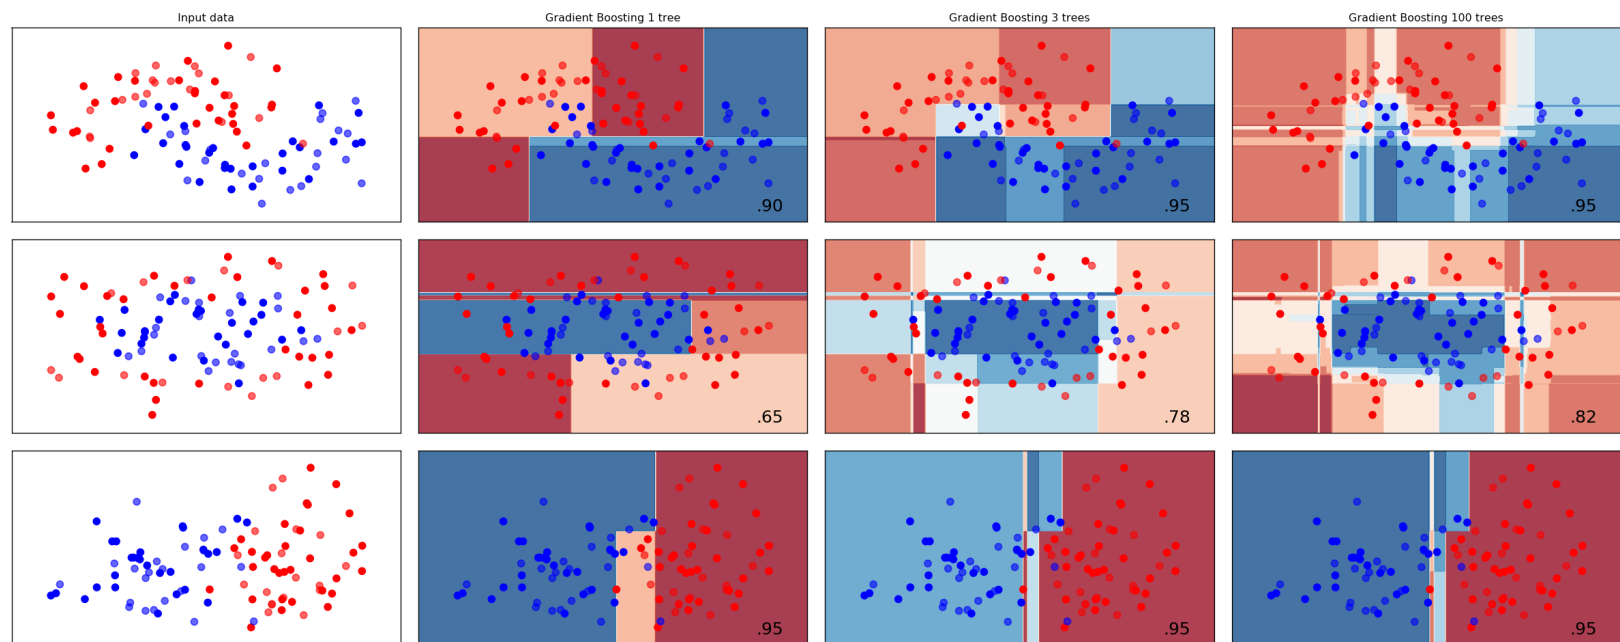 Input data
Gradient Boosting 1 tree
Gradient Boosting 3 trees
Gradient Boosting 100 trees
.90
.95
.95
.65
.78
.82
.95
.95
.95